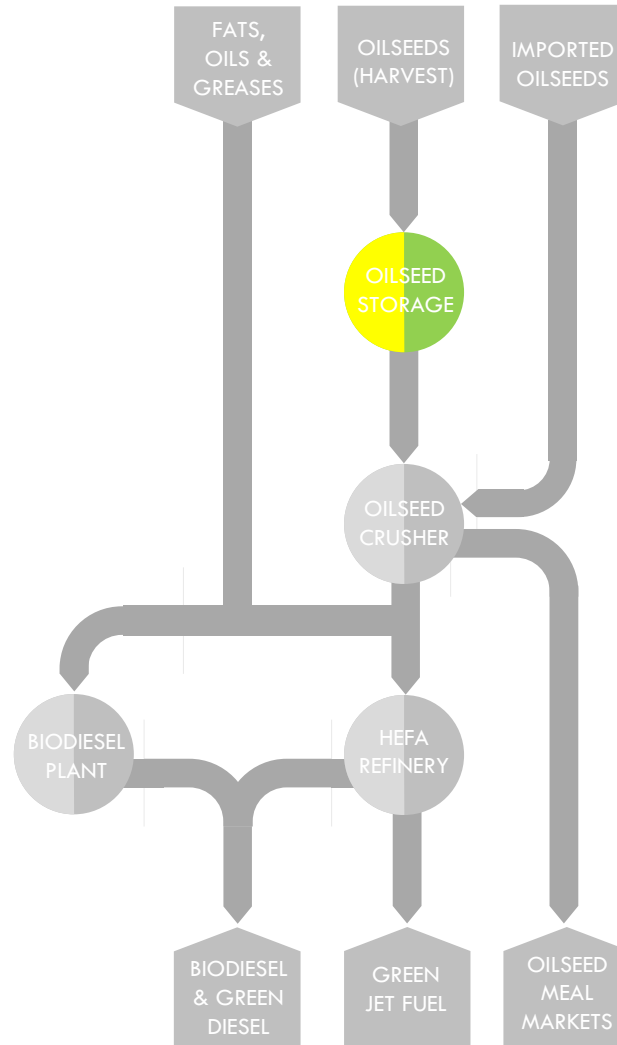 FATS,
OILS &
GREASES
OILSEEDS
(HARVEST)
IMPORTED
OILSEEDS
OILSEED
STORAGE
OILSEED
CRUSHER
BIODIESEL
PLANT
HEFA
REFINERY
BIODIESEL
& GREEN
DIESEL
GREEN
JET FUEL
OILSEED
MEAL
MARKETS